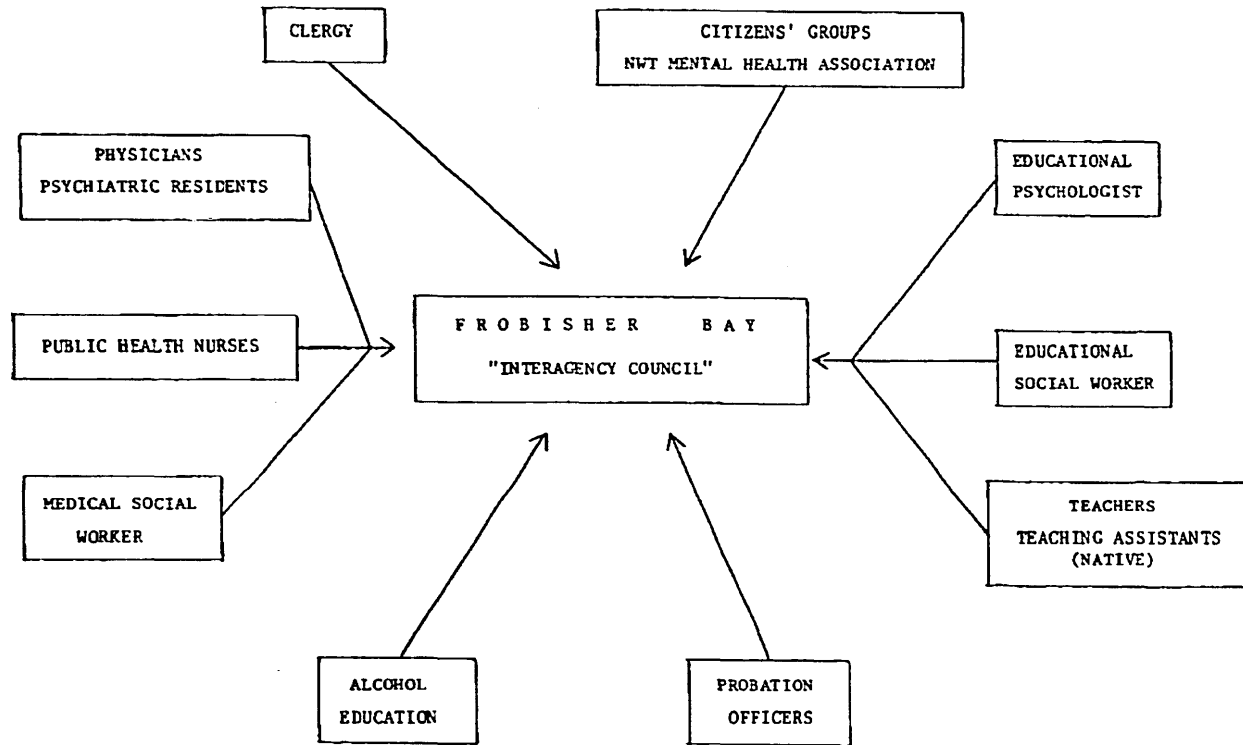 CLERGY
CITIZENS' GROUPS
NWT MENTAL HEALTH ASSOCIATION
PHYSICIANS
PSYCHIATRIC RESIDENTS
EDUCATIONAL
PSYCHOLOGIST
FROBISHER BAY
"INTERAGENCY COUNCIL"
PUBLIC HEALTH NURSES
EDUCATIONAL
SOCIAL WORKER
MEDICAL SOCIAL
WORKER
TEACHERS
TEACHING ASSISTANTS
(NATIVE)
ALCOHOL
EDUCATION
PROBATION
OFFICERS